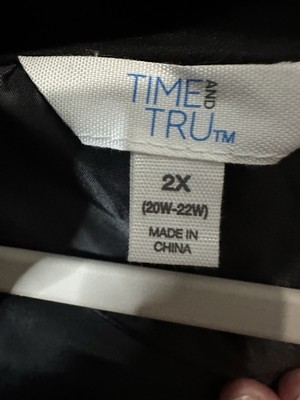 TIME AND
TRU™
2X
(20W-22W)
MADE IN
CHINA